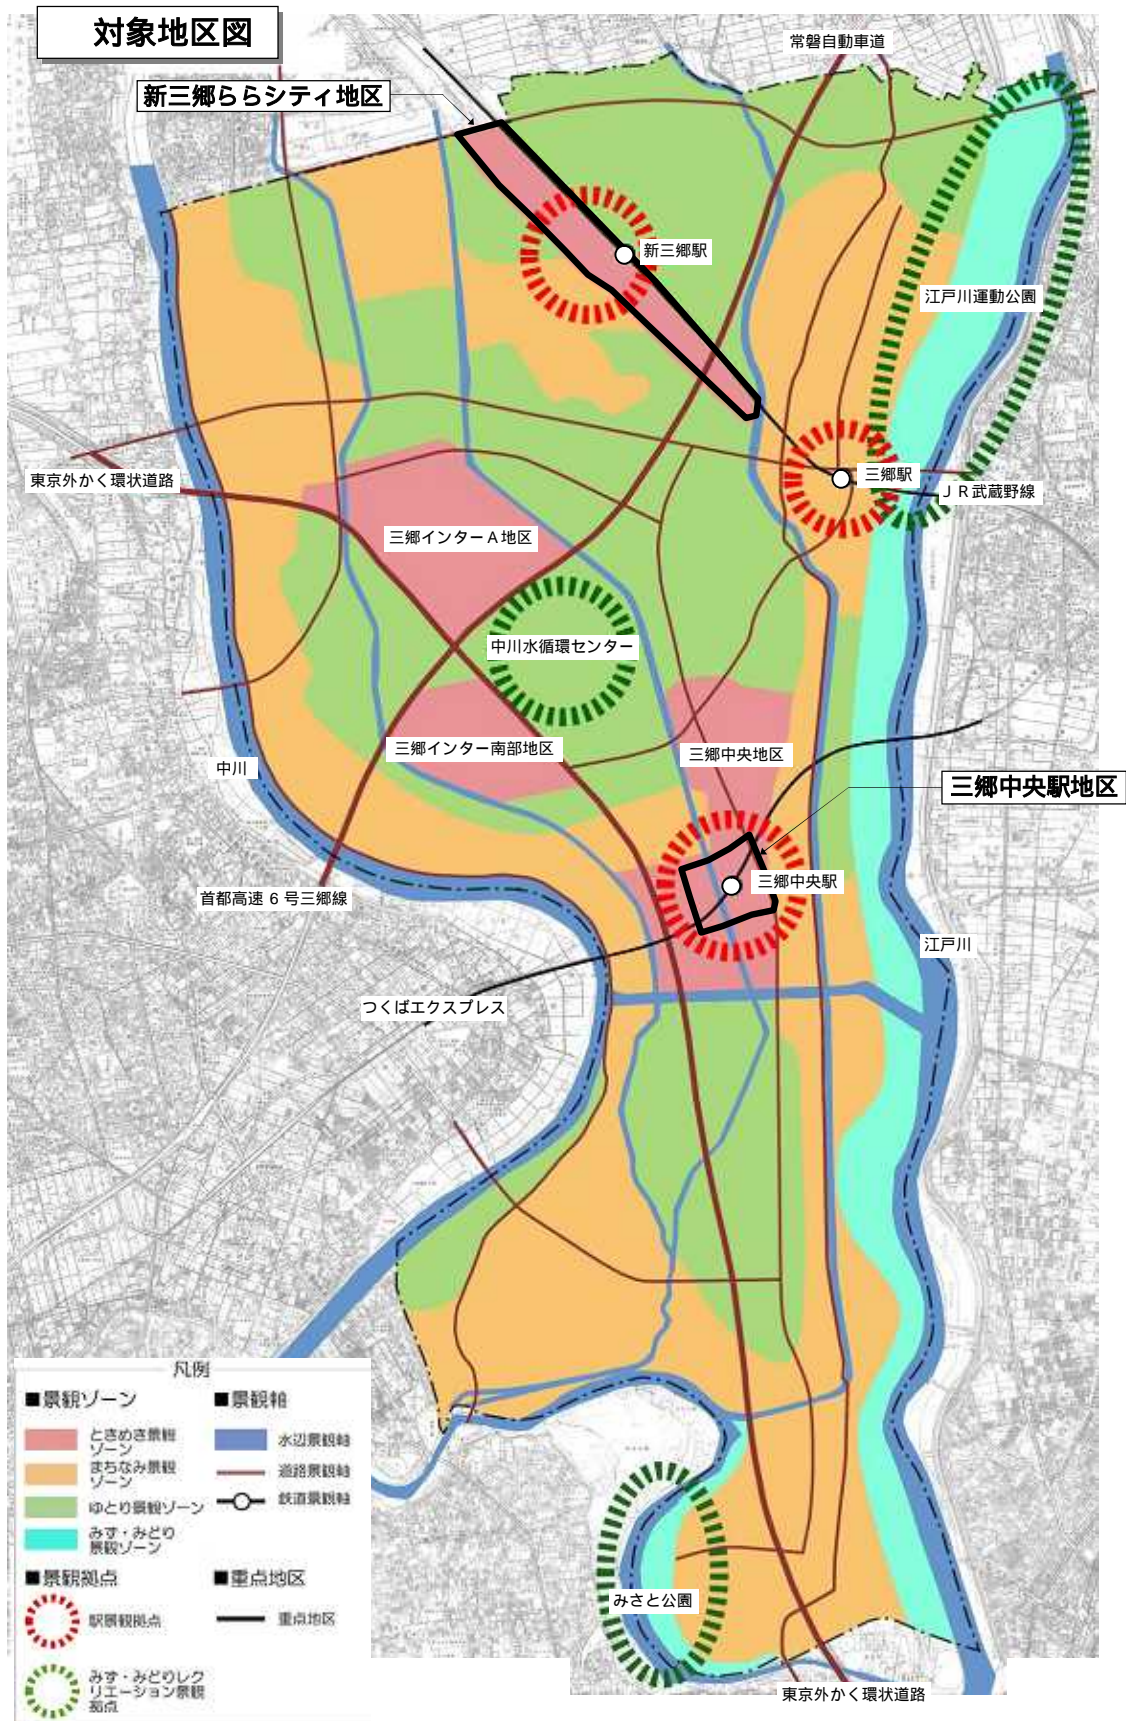 対象地区図
常磐自動車道
新三郷ららシティ地区
新三郷駅
江戸川運動公園
東京外かく環状道路
三郷駅
JR武蔵野線
三郷インターA地区
中川水循環センター
三郷インター南部地区
三郷中央地区
中川
三郷中央駅地区
首都高速6号三郷線
三郷中央駅
江戸川
つくばエクスプレス
凡例
■景観ゾーン
ときめき景観
ゾーン
まちなみ景観
ゾーン
ゆとり景観ゾーン
みず・みどり
景観ゾーン
■景観軸
水辺景観軸
道路景観軸
鉄道景観軸
■景観拠点
駅景観拠点
みず・みどりレク
リエーション景観
拠点
■重点地区
重点地区
みさと公園
東京外かく環状道路